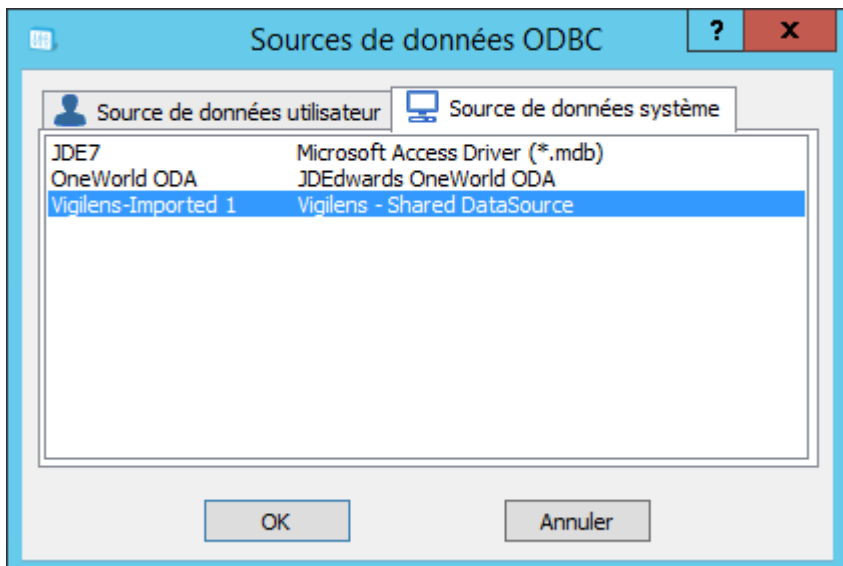 Sources de données ODBC
?
x
Source de données utilisateur
Source de données système
JDE7 Microsoft Access Driver (*.mdb)
OneWorld ODA JDEdwards OneWorld ODA
Vigilens-Imported 1 Vigilens - Shared DataSource
OK
Annuler